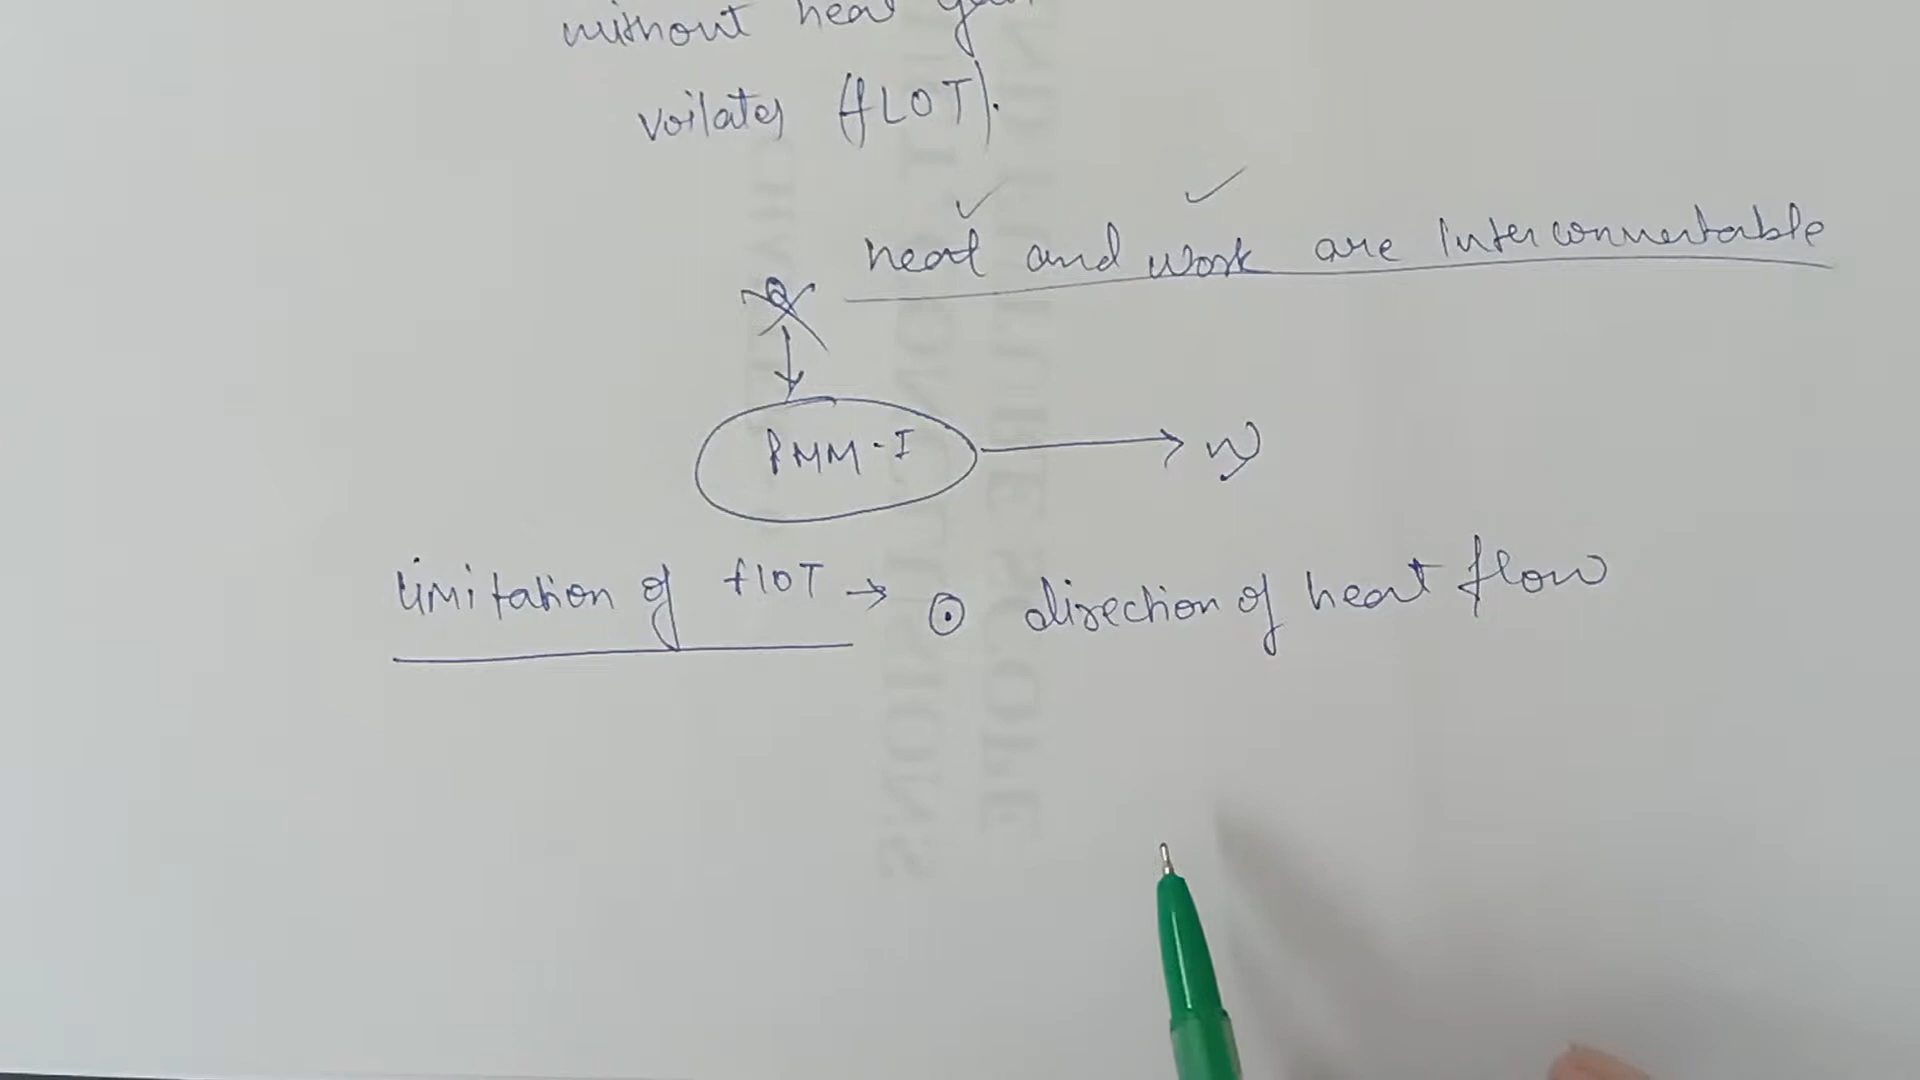 without heat
voilates (fLOT).
heat and work are interconvertable
Q
PMM-I → W
limitation of fLOT → ⊙ direction of heat flow